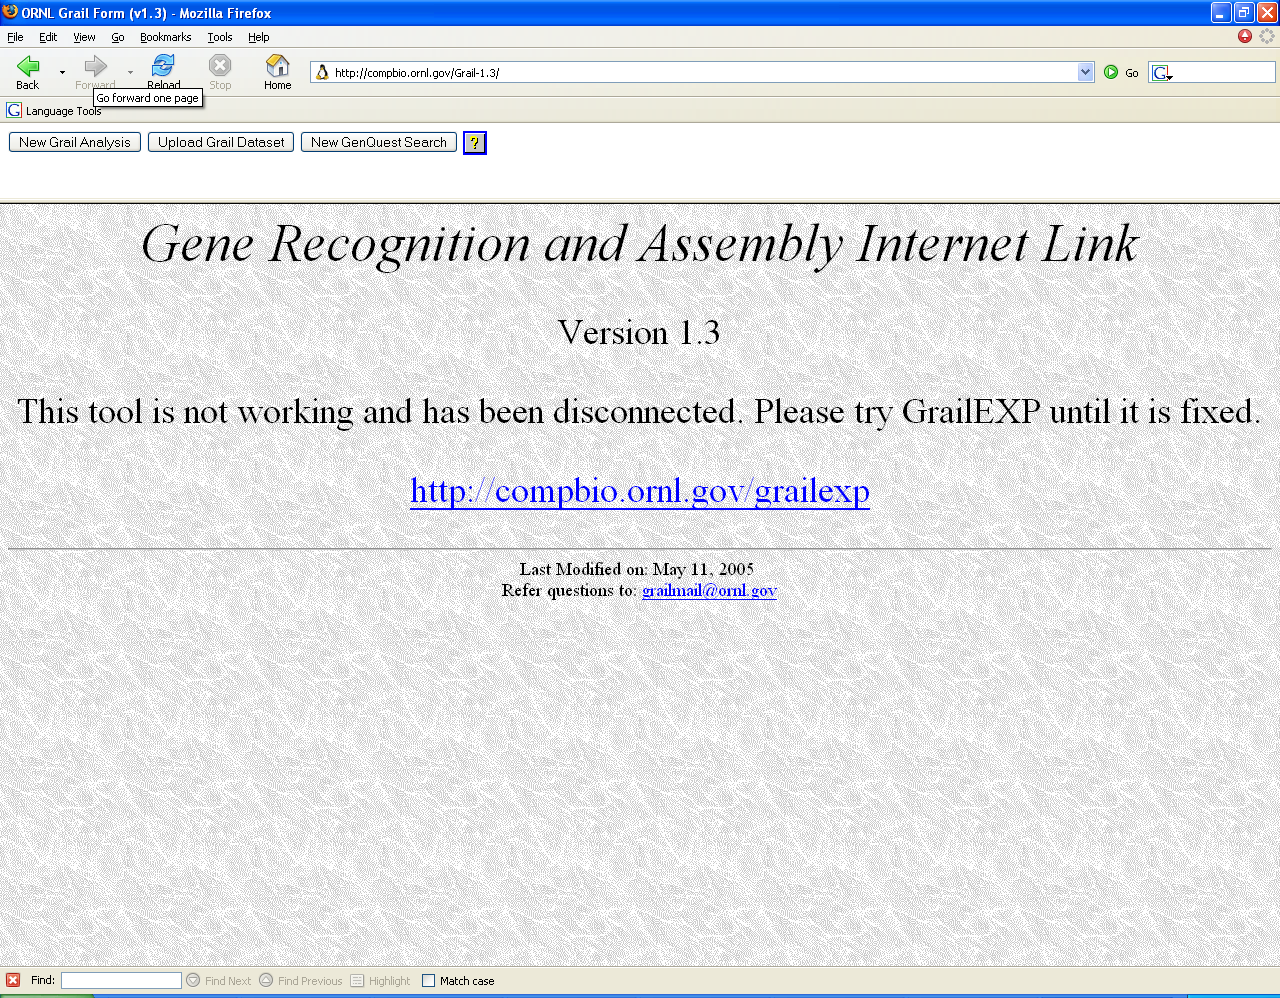 ORNL Grail Form (v1.3) - Mozilla Firefox
File Edit View Go Bookmarks Tools Help
Back Forward Reload Stop Home http://compbio.ornl.gov/Grail-1.3/ Go G
Go forward one page
G Language Tools
New Grail Analysis Upload Grail Dataset New GenQuest Search ?
Gene Recognition and Assembly Internet Link
Version 1.3
This tool is not working and has been disconnected. Please try GrailEXP until it is fixed.
http://compbio.ornl.gov/grailexp
Last Modified on: May 11, 2005
Refer questions to: grailmail@ornl.gov
Find: Find Next Find Previous Highlight Match case